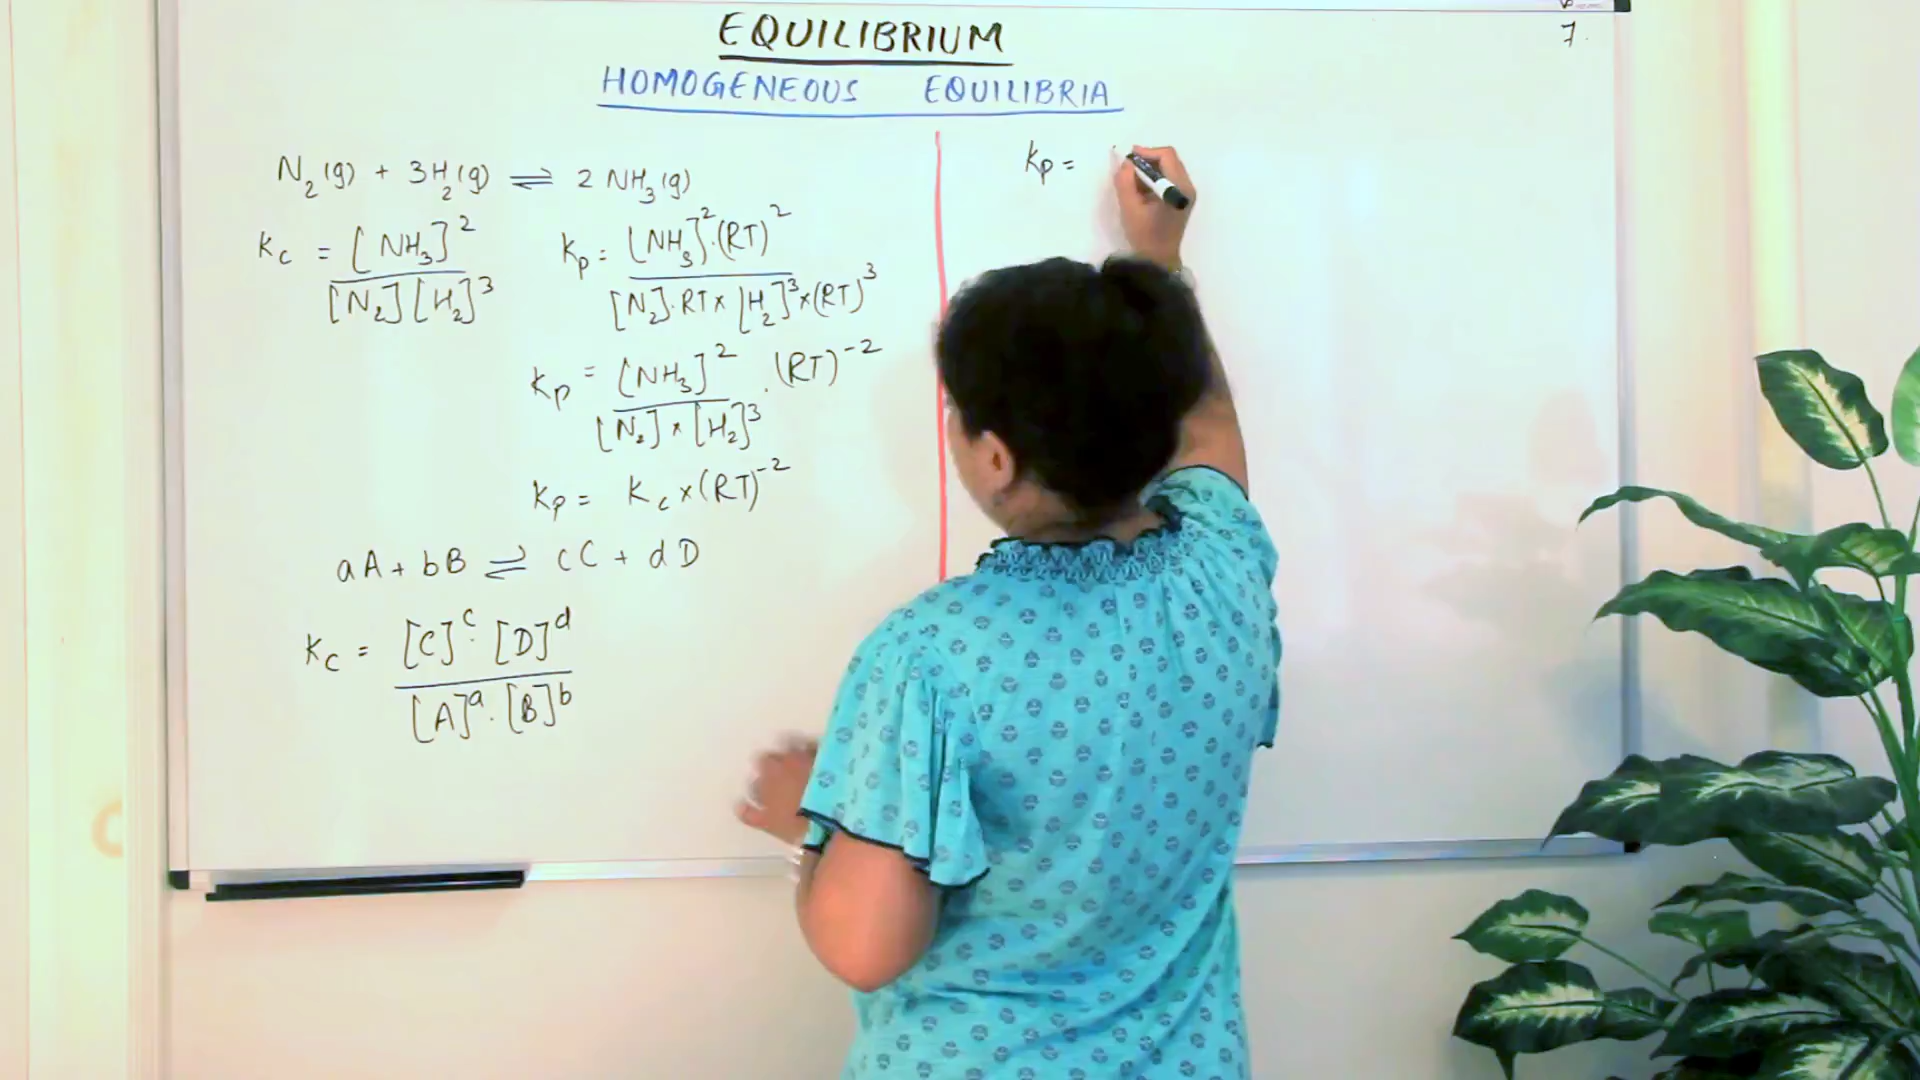 EQUILIBRIUM
HOMOGENEOUS EQUILIBRIA
7.
N₂(g) + 3H₂(g) ⇌ 2 NH₃(g)
Kc = [NH₃]² / [N₂][H₂]³
Kp = [NH₃]²·(RT)² / [N₂]·RT × [H₂]³×(RT)³
Kp = [NH₃]² / [N₂] × [H₂]³ · (RT)⁻²
Kp = Kc × (RT)⁻²
aA + bB ⇌ cC + dD
Kc = [C]ᶜ·[D]ᵈ / [A]ᵃ·[B]ᵇ
Kp =